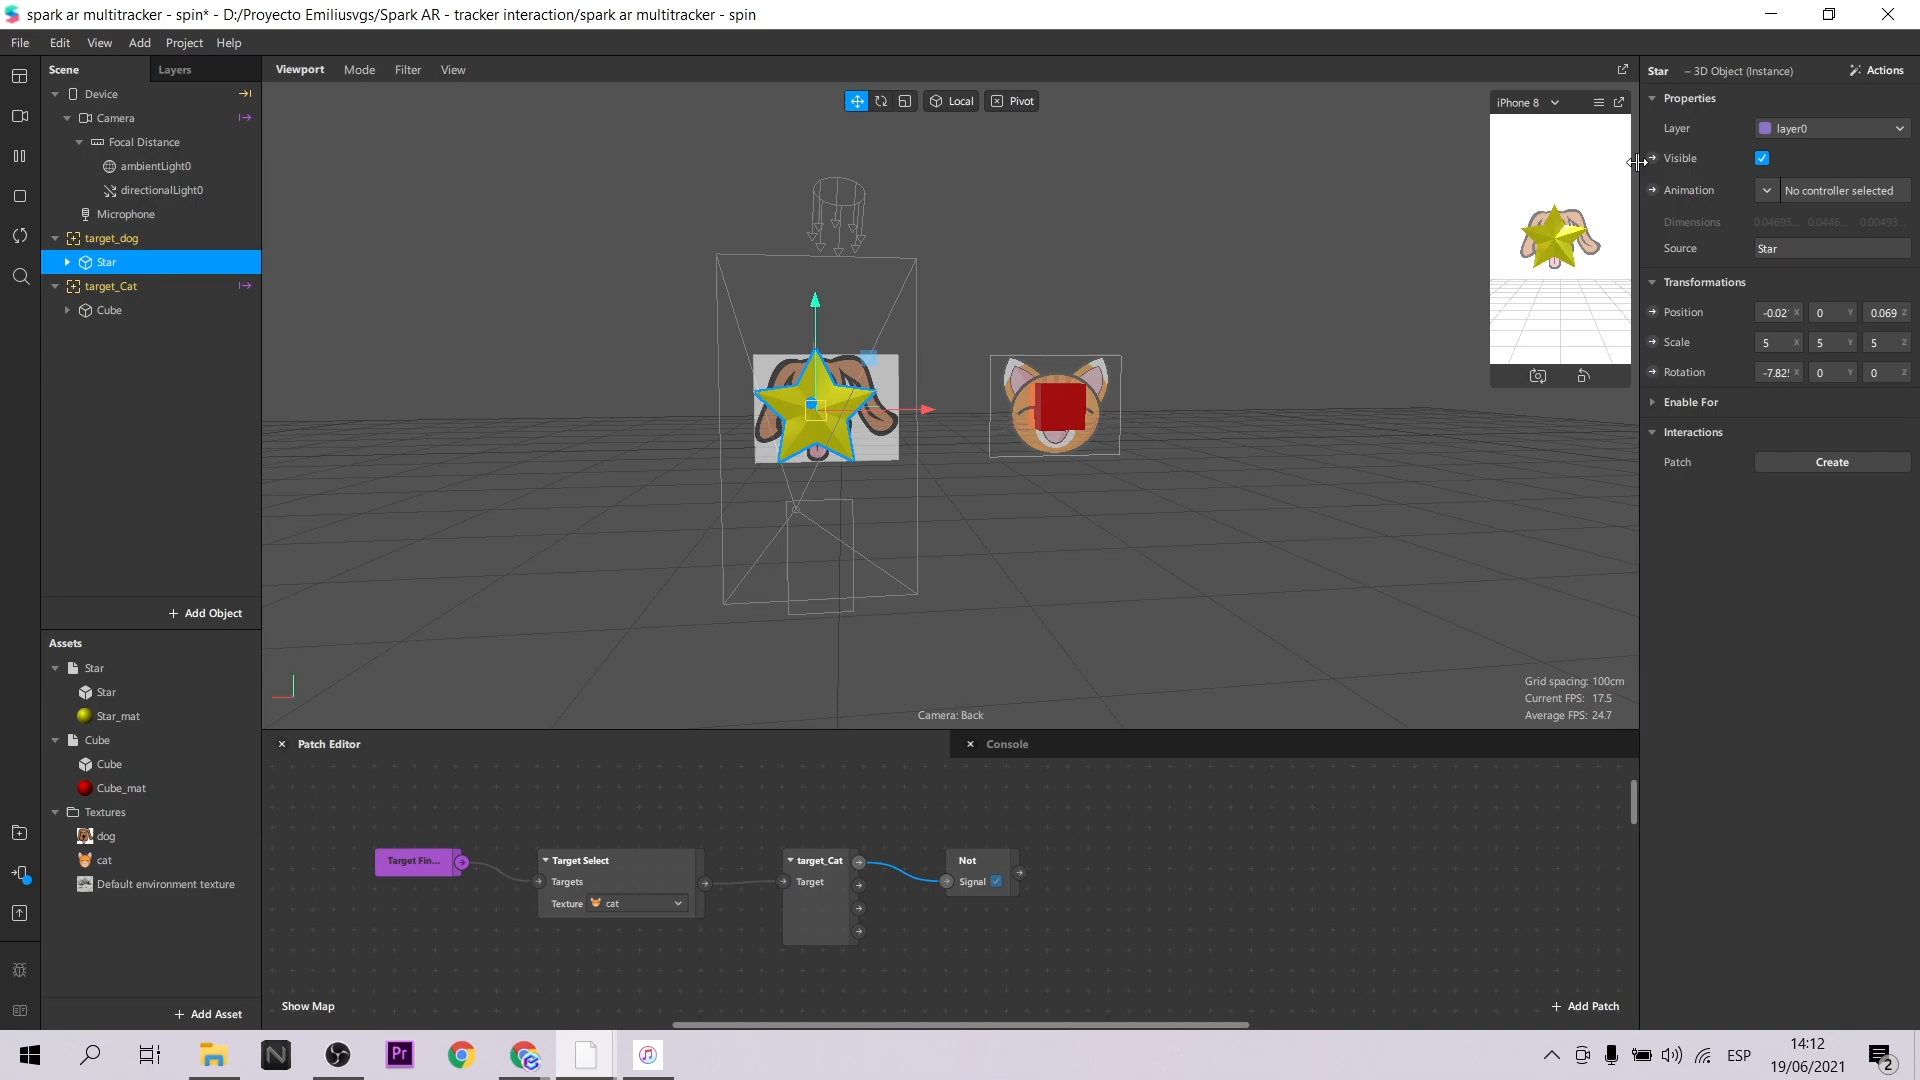 spark ar multitracker - spin* - D:/Proyecto Emiliusvgs/Spark AR - tracker interaction/spark ar multitracker - spin
File Edit View Add Project Help
Scene Layers
Device
Camera
Focal Distance
ambientLight0
directionalLight0
Microphone
target_dog
Star
target_Cat
Cube
+ Add Object
Assets
Star
Star
Star_mat
Cube
Cube
Cube_mat
Textures
dog
cat
Default environment texture
+ Add Asset
Viewport Mode Filter View
Local Pivot
iPhone 8
Grid spacing: 100cm
Current FPS: 17.5
Average FPS: 24.7
Camera: Back
Patch Editor
Console
Target Fin...
Target Select
Targets
Texture cat
target_Cat
Target
Not
Signal
Show Map
+ Add Patch
Star – 3D Object (Instance) Actions
Properties
Layer layer0
Visible
Animation No controller selected
Dimensions 0.04695... 0.0446... 0.00493...
Source Star
Transformations
Position -0.02 X 0 Y 0.069 Z
Scale 5 X 5 Y 5 Z
Rotation -7.82 X 0 Y 0 Z
Enable For
Interactions
Patch Create
N Pr
ESP
14:12
19/06/2021
2